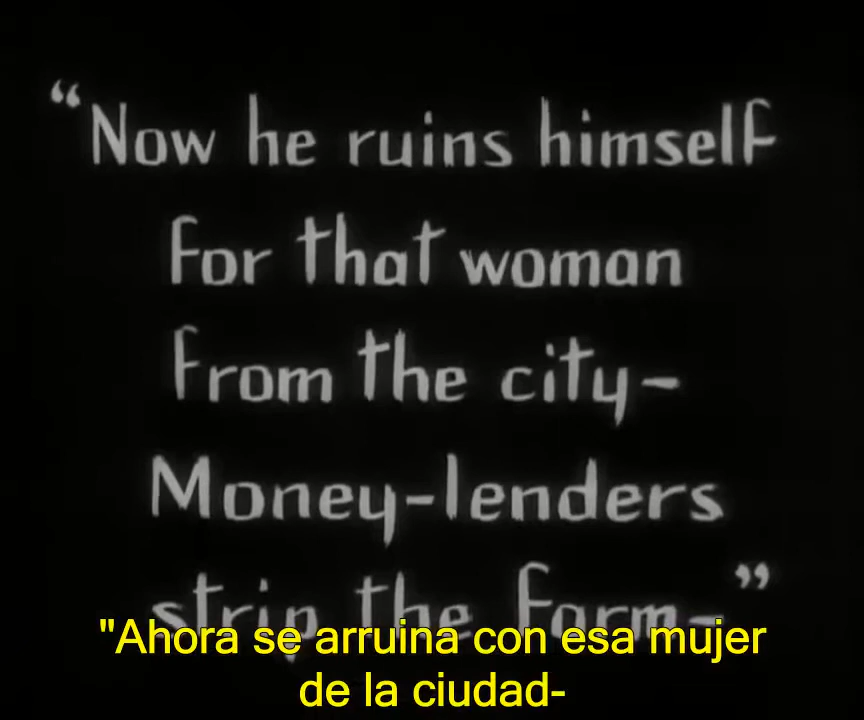 “Now he ruins himself
for that woman
from the city-
Money-lenders
strip the farm-”
"Ahora se arruina con esa mujer
de la ciudad-